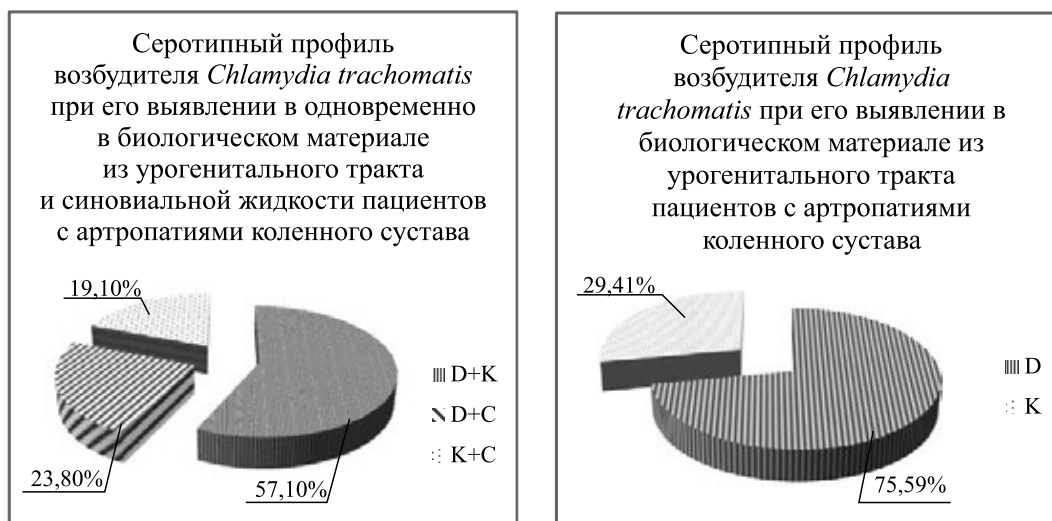 Серотипный профиль
возбудителя Chlamydia trachomatis
при его выявлении в одновременно
в биологическом материале
из урогенитального тракта
и синовиальной жидкости пациентов
с артропатиями коленного сустава
19,10%
23,80%
57,10%
D+K
D+C
K+C
Серотипный профиль
возбудителя Chlamydia
trachomatis при его выявлении в
биологическом материале из
урогенитального тракта
пациентов с артропатиями
коленного сустава
29,41%
75,59%
D
K